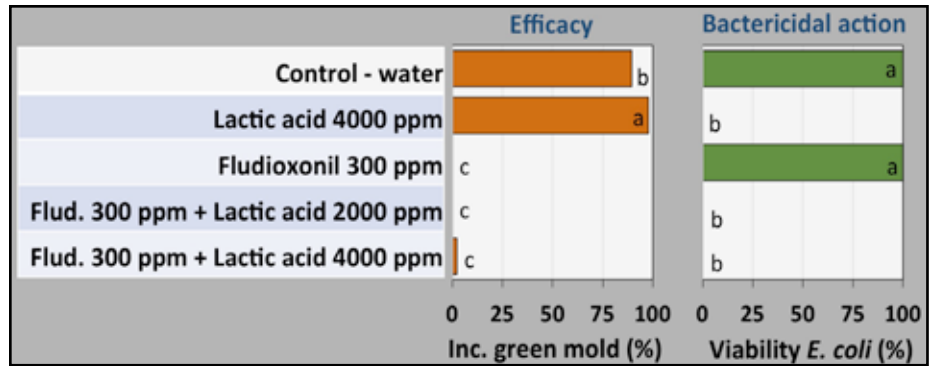 Efficacy Bactericidal action
Control - water b a
Lactic acid 4000 ppm a b
Fludioxonil 300 ppm c a
Flud. 300 ppm + Lactic acid 2000 ppm c b
Flud. 300 ppm + Lactic acid 4000 ppm c b
0 25 50 75 100 0 25 50 75 100
Inc. green mold (%) Viability E. coli (%)